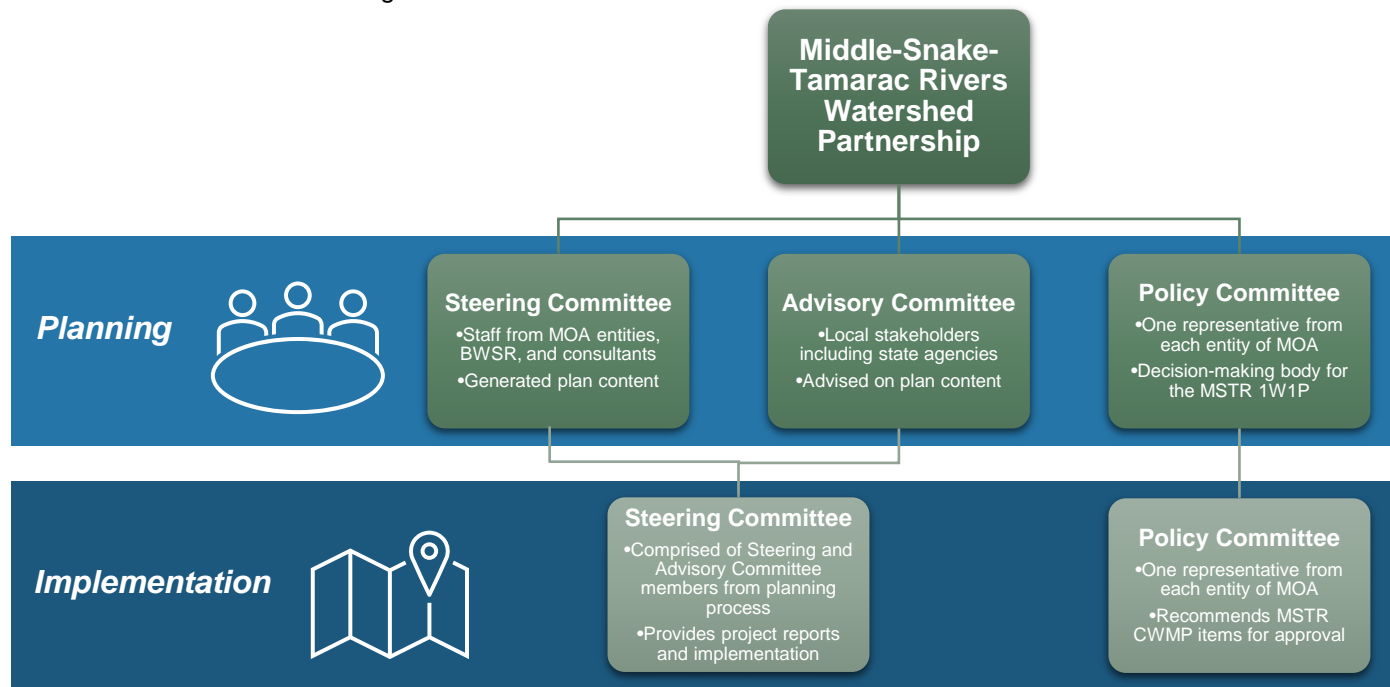 Middle-Snake-
Tamarac Rivers
Watershed
Partnership
Planning
Steering Committee
•Staff from MOA entities,
BWSR, and consultants
•Generated plan content
Advisory Committee
•Local stakeholders
including state agencies
•Advised on plan content
Policy Committee
•One representative from
each entity of MOA
•Decision-making body for
the MSTR 1W1P
Implementation
Steering Committee
•Comprised of Steering and
Advisory Committee
members from planning
process
•Provides project reports
and implementation
Policy Committee
•One representative from
each entity of MOA
•Recommends MSTR
CWMP items for approval